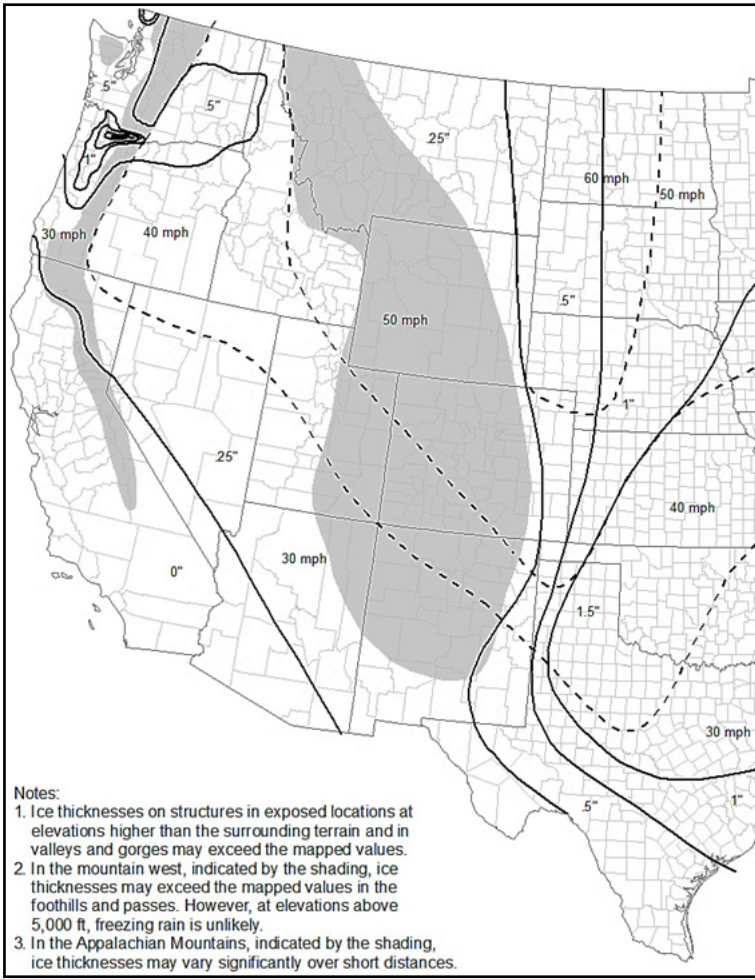 .5"
.5"
1"
.25"
60 mph
50 mph
30 mph
40 mph
50 mph
.5"
1"
.25"
40 mph
0"
30 mph
1.5"
30 mph
.5"
1"
Notes:
1. Ice thicknesses on structures in exposed locations at
elevations higher than the surrounding terrain and in
valleys and gorges may exceed the mapped values.
2. In the mountain west, indicated by the shading, ice
thicknesses may exceed the mapped values in the
foothills and passes. However, at elevations above
5,000 ft, freezing rain is unlikely.
3. In the Appalachian Mountains, indicated by the shading,
ice thicknesses may vary significantly over short distances.